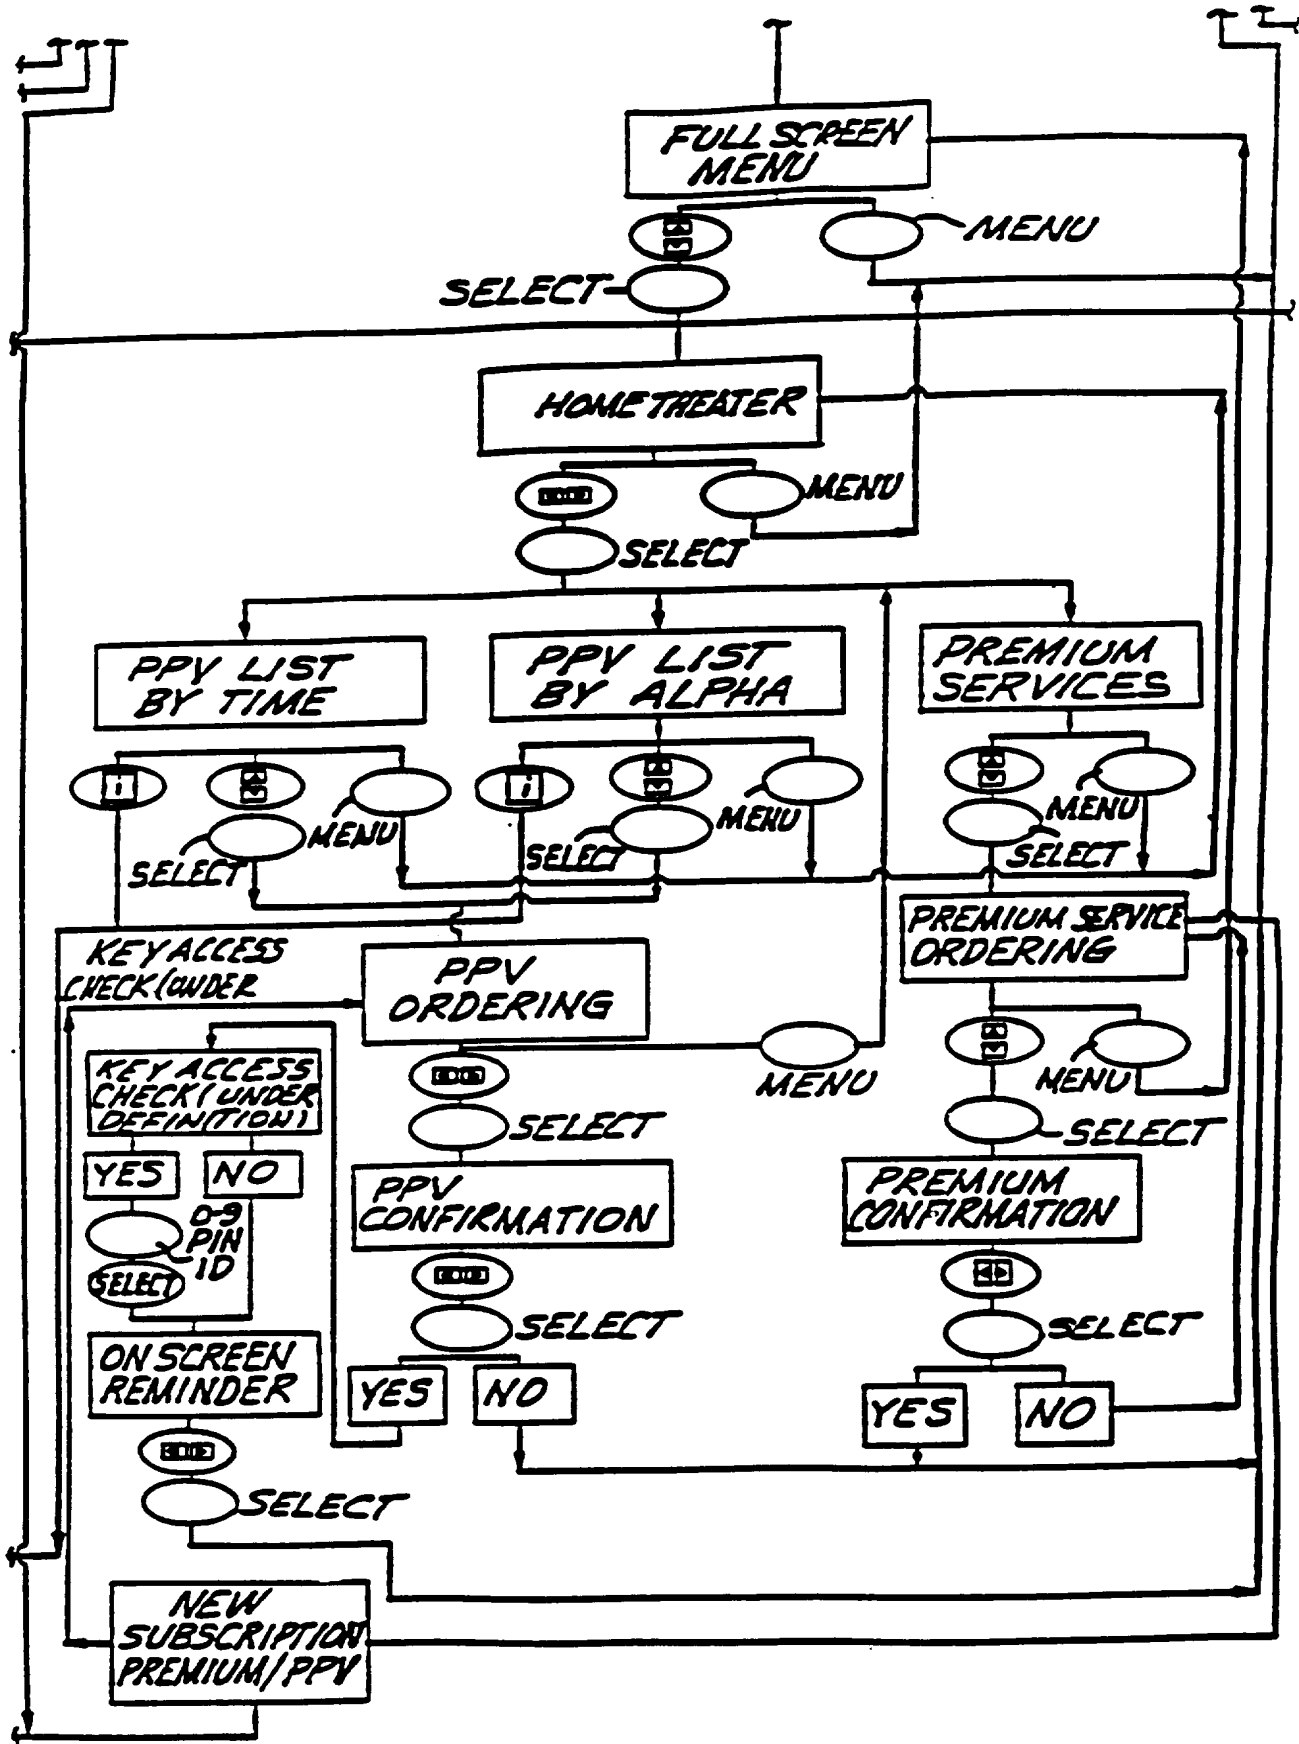 FULL SCREEN
MENU
MENU
SELECT
HOME THEATER
MENU
SELECT
PPV LIST
BY TIME
PPV LIST
BY ALPHA
PREMIUM
SERVICES
i
i
MENU
SELECT
MENU
SELECT
MENU
SELECT
KEY ACCESS
CHECK (UNDER
PPV
ORDERING
PREMIUM SERVICE
ORDERING
MENU
MENU
KEY ACCESS
CHECK (UNDER
DEFINITION)
SELECT
SELECT
YES
NO
0-9
PIN
ID
SELECT
PPV
CONFIRMATION
PREMIUM
CONFIRMATION
SELECT
SELECT
ON SCREEN
REMINDER
YES
NO
YES
NO
SELECT
NEW
SUBSCRIPTION
PREMIUM/PPV